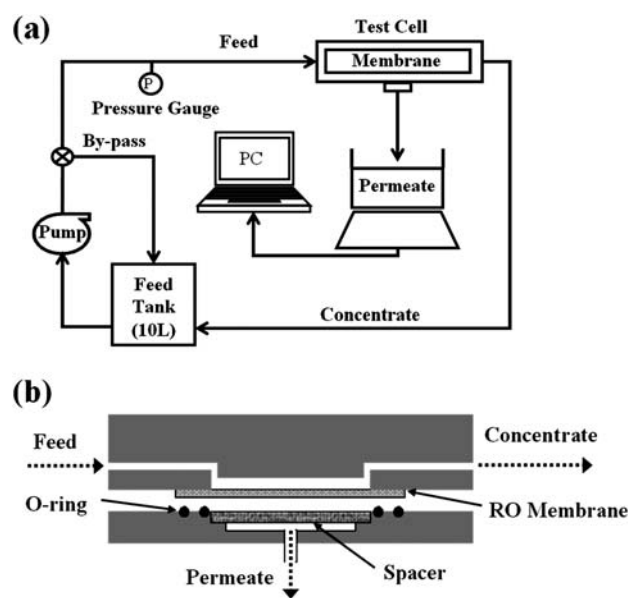 (a)
Feed
Test Cell
Membrane
P
Pressure Gauge
By-pass
PC
Permeate
Pump
Feed
Tank
(10L)
Concentrate
(b)
Feed
Concentrate
O-ring
RO Membrane
Spacer
Permeate